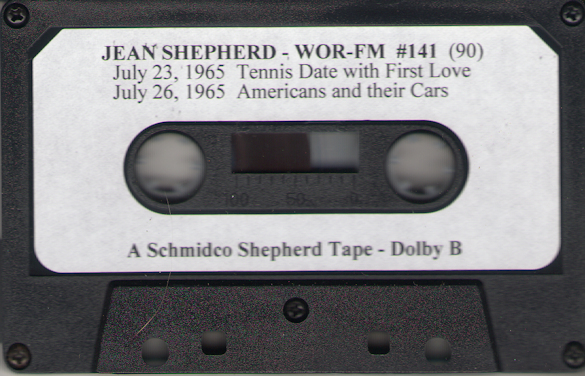 JEAN SHEPHERD - WOR-FM #141 (90)
July 23, 1965 Tennis Date with First Love
July 26, 1965 Americans and their Cars
50
A Schmidco Shepherd Tape - Dolby B